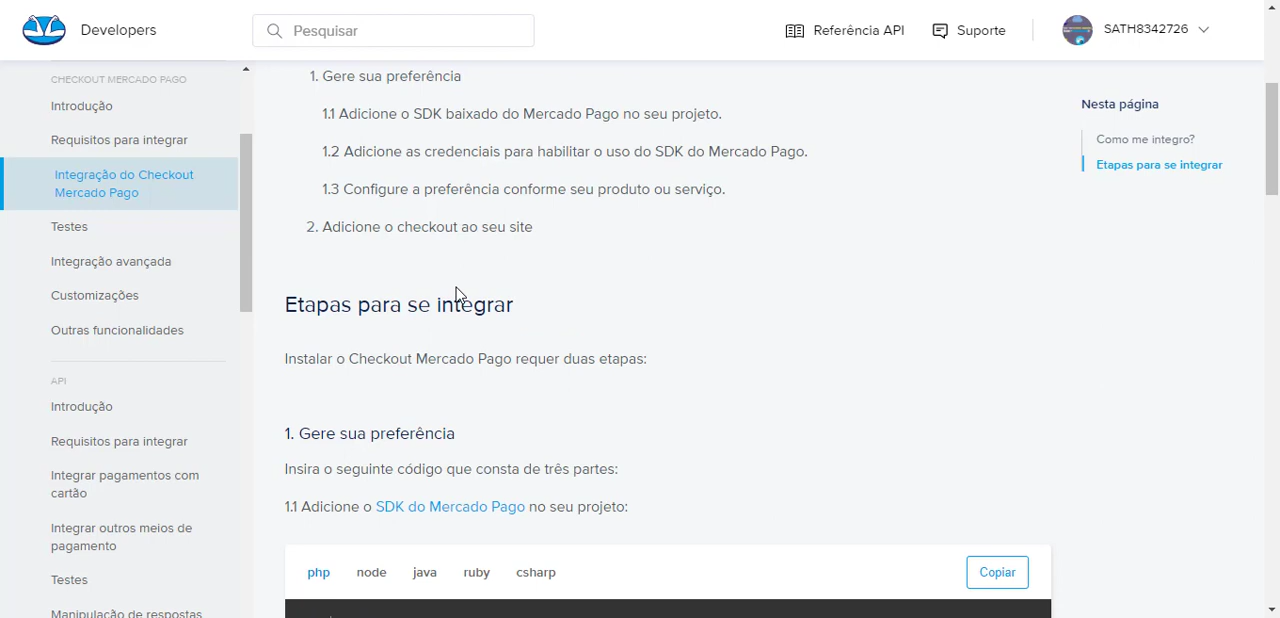 Developers
Pesquisar
Referência API
Suporte
SATH8342726
CHECKOUT MERCADO PAGO
Introdução
Requisitos para integrar
Integração do Checkout
Mercado Pago
Testes
Integração avançada
Customizações
Outras funcionalidades
API
Introdução
Requisitos para integrar
Integrar pagamentos com
cartão
Integrar outros meios de
pagamento
Testes
Manipulação de respostas
1. Gere sua preferência
1.1 Adicione o SDK baixado do Mercado Pago no seu projeto.
1.2 Adicione as credenciais para habilitar o uso do SDK do Mercado Pago.
1.3 Configure a preferência conforme seu produto ou serviço.
2. Adicione o checkout ao seu site
Etapas para se integrar
Instalar o Checkout Mercado Pago requer duas etapas:
1. Gere sua preferência
Insira o seguinte código que consta de três partes:
1.1 Adicione o SDK do Mercado Pago no seu projeto:
php node java ruby csharp
Copiar
Nesta página
Como me integro?
Etapas para se integrar